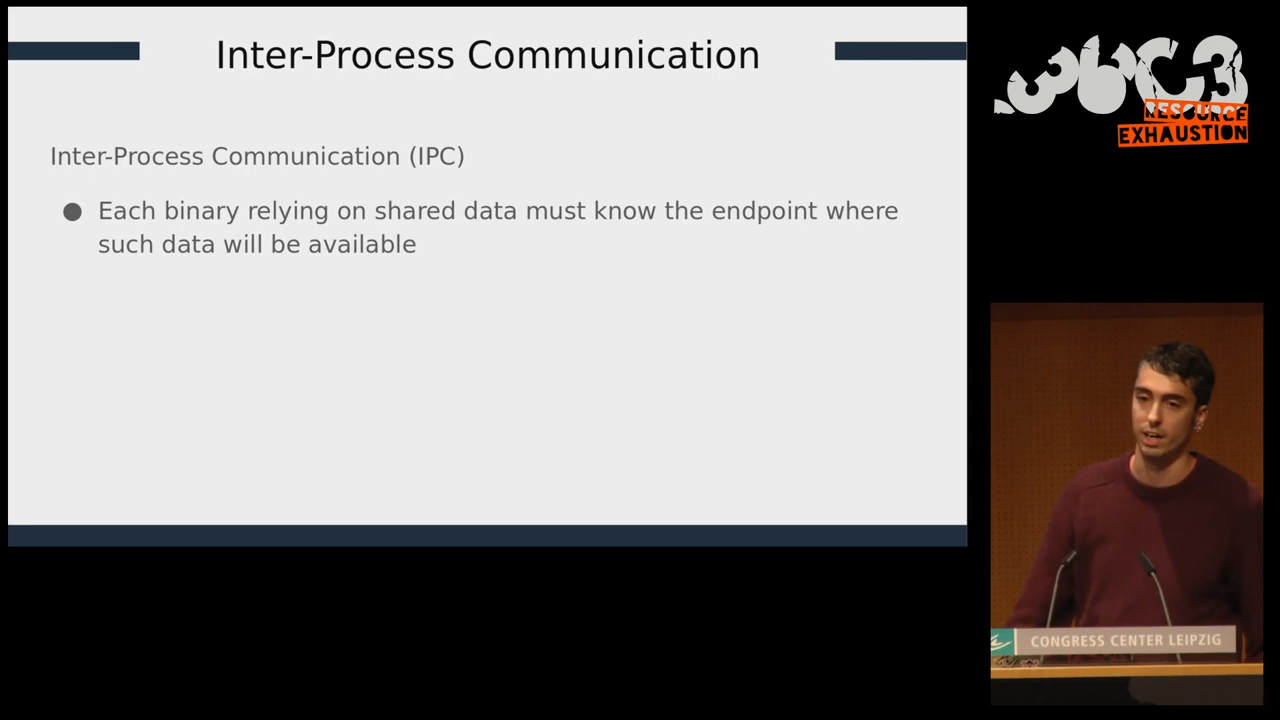 Inter-Process Communication
Inter-Process Communication (IPC)
● Each binary relying on shared data must know the endpoint where
such data will be available
36C3
RESOURCE
EXHAUSTION
CONGRESS CENTER LEIPZIG